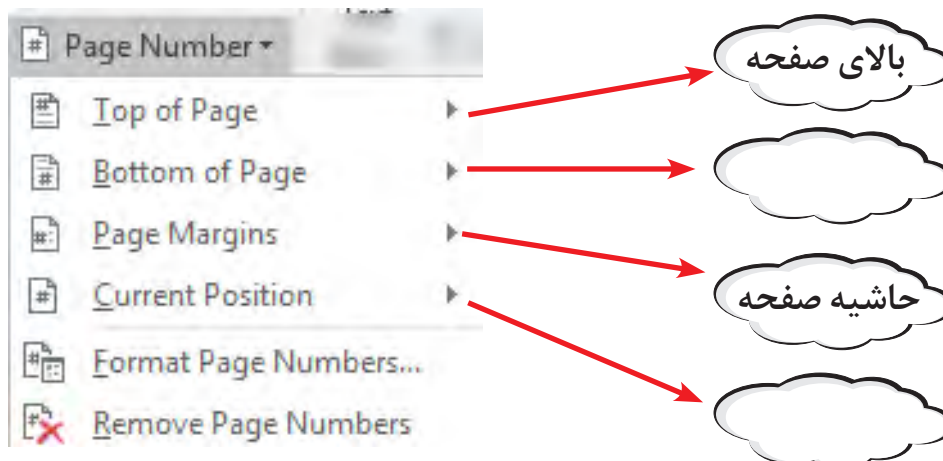 Page Number
Top of Page
Bottom of Page
Page Margins
Current Position
Format Page Numbers...
Remove Page Numbers
بالای صفحه
حاشیه صفحه